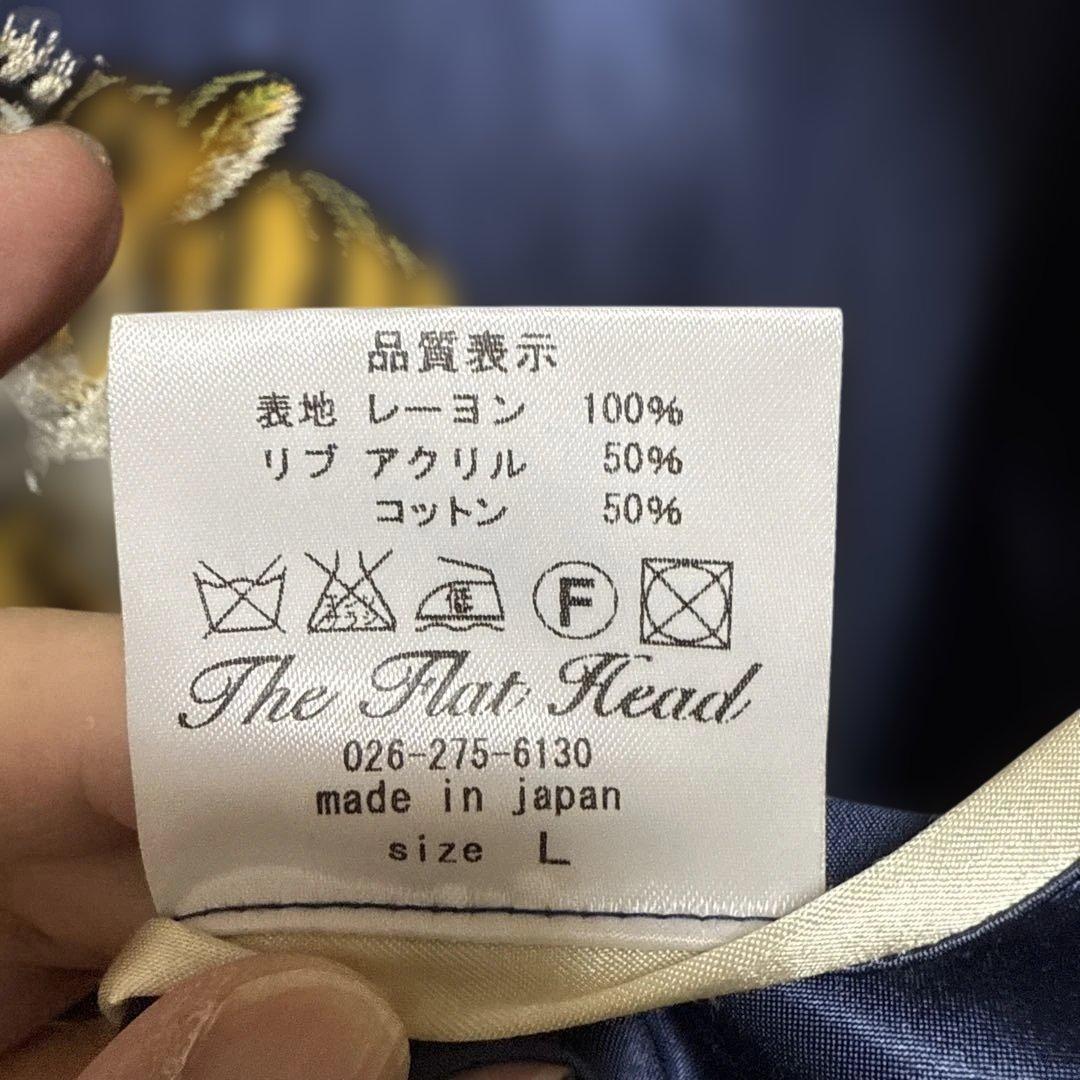 品質表示
表地 レーヨン 100%
リブ アクリル 50%
コットン 50%
低 F
The Flat Head
026-275-6130
made in japan
size L